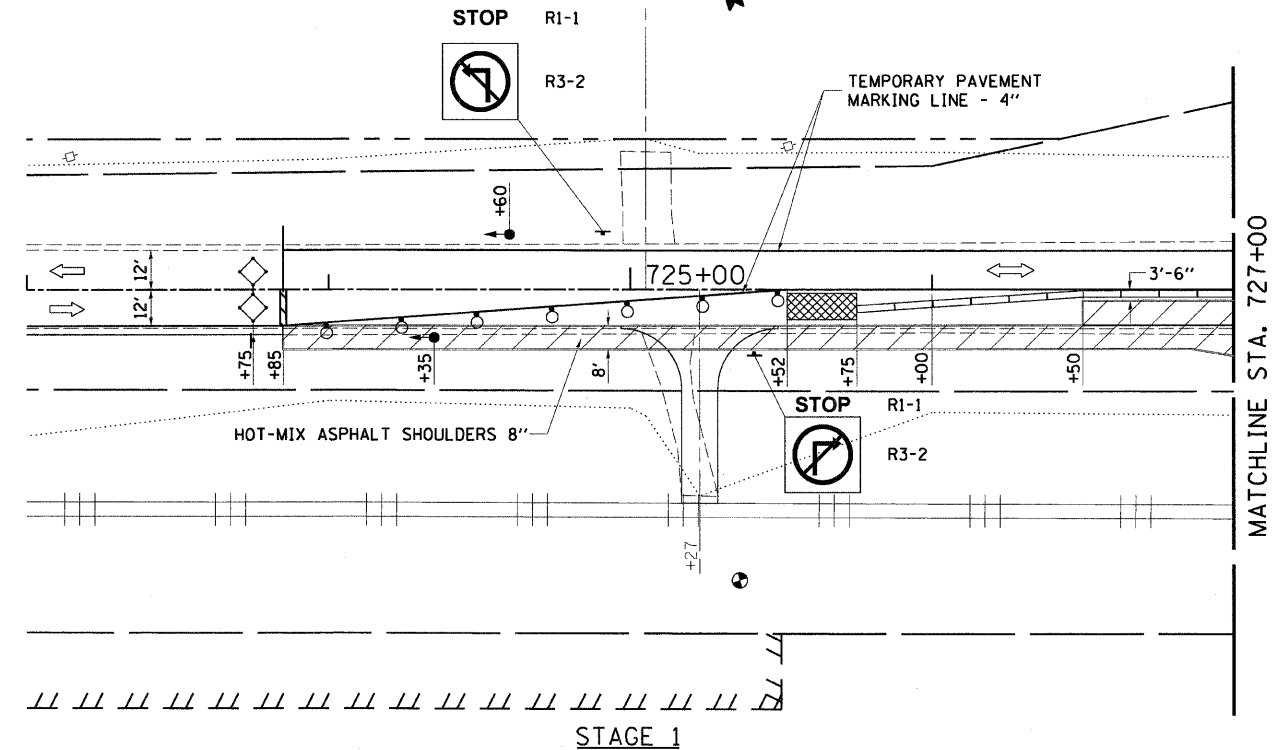 STOP R1-1
R3-2
TEMPORARY PAVEMENT
MARKING LINE - 4"
+60
12'
12'
725+00
3'-6"
+75
+85
+35
8'
+52
+75
+00
+50
HOT-MIX ASPHALT SHOULDERS 8"
STOP R1-1
R3-2
+27
MATCHLINE STA. 727+00
STAGE 1